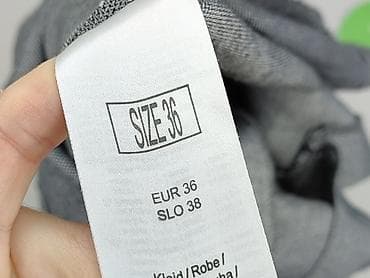 SIZE 36
EUR 36
SLO 38
Kleid / Robe /